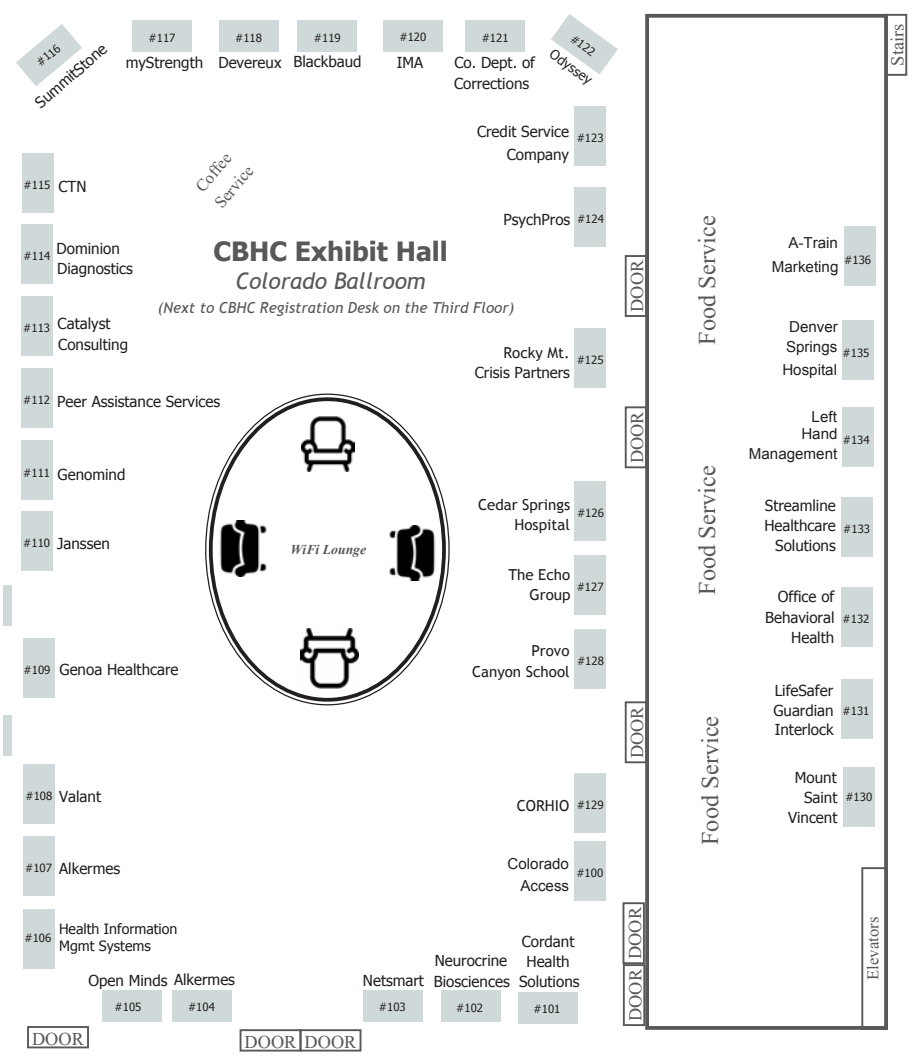 #116
SummitStone
#117
myStrength
#118
Devereux
#119
Blackbaud
#120
IMA
#121
Co. Dept. of
Corrections
#122
Odyssey
Stairs
Credit Service
Company
#123
Coffee
Service
#115
CTN
PsychPros
#124
#114
Dominion
Diagnostics
CBHC Exhibit Hall
Colorado Ballroom
(Next to CBHC Registration Desk on the Third Floor)
DOOR
Food Service
A-Train
Marketing
#136
#113
Catalyst
Consulting
Rocky Mt.
Crisis Partners
#125
Denver
Springs
Hospital
#135
#112
Peer Assistance Services
DOOR
Left
Hand
Management
#134
#111
Genomind
Cedar Springs
Hospital
#126
Food Service
Streamline
Healthcare
Solutions
#133
#110
Janssen
WiFi Lounge
The Echo
Group
#127
Office of
Behavioral
Health
#132
#109
Genoa Healthcare
Provo
Canyon School
#128
LifeSafer
Guardian
Interlock
#131
DOOR
Food Service
#108
Valant
CORHIO
#129
Mount
Saint
Vincent
#130
#107
Alkermes
Colorado
Access
#100
#106
Health Information
Mgmt Systems
DOOR
DOOR
Elevators
Open Minds
#105
Alkermes
#104
Netsmart
#103
Neurocrine
Biosciences
#102
Cordant
Health
Solutions
#101
DOOR
DOOR
DOOR